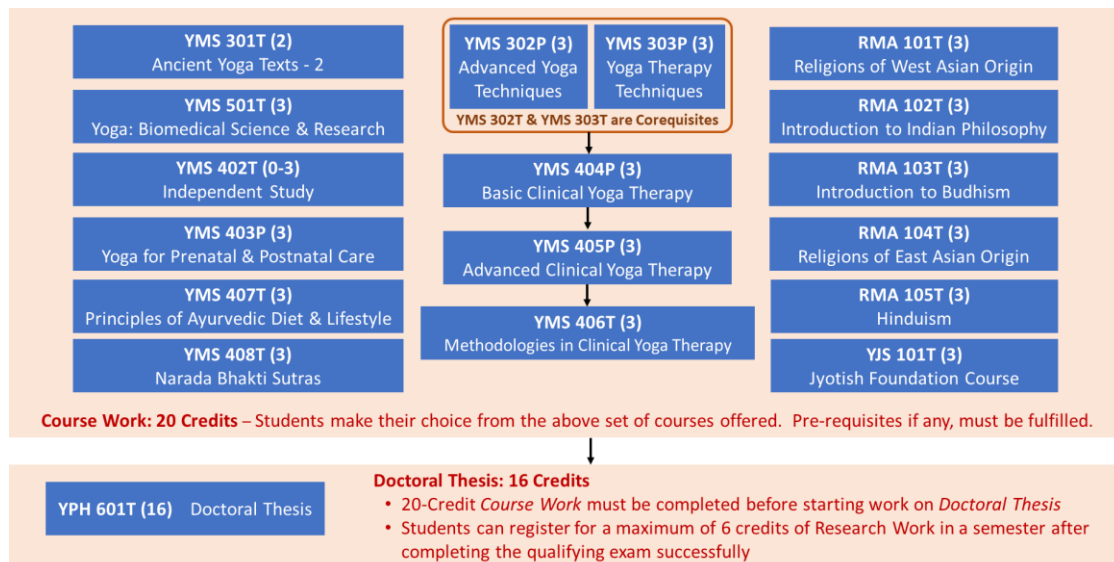 YMS 301T (2)
Ancient Yoga Texts - 2
YMS 501T (3)
Yoga: Biomedical Science & Research
YMS 402T (0-3)
Independent Study
YMS 403P (3)
Yoga for Prenatal & Postnatal Care
YMS 407T (3)
Principles of Ayurvedic Diet & Lifestyle
YMS 408T (3)
Narada Bhakti Sutras
YMS 302P (3)
Advanced Yoga
Techniques
YMS 303P (3)
Yoga Therapy
Techniques
YMS 302T & YMS 303T are Corequisites
YMS 404P (3)
Basic Clinical Yoga Therapy
YMS 405P (3)
Advanced Clinical Yoga Therapy
YMS 406T (3)
Methodologies in Clinical Yoga Therapy
RMA 101T (3)
Religions of West Asian Origin
RMA 102T (3)
Introduction to Indian Philosophy
RMA 103T (3)
Introduction to Budhism
RMA 104T (3)
Religions of East Asian Origin
RMA 105T (3)
Hinduism
YJS 101T (3)
Jyotish Foundation Course
Course Work: 20 Credits – Students make their choice from the above set of courses offered. Pre-requisites if any, must be fulfilled.
YPH 601T (16) Doctoral Thesis
Doctoral Thesis: 16 Credits
• 20-Credit Course Work must be completed before starting work on Doctoral Thesis
• Students can register for a maximum of 6 credits of Research Work in a semester after
completing the qualifying exam successfully